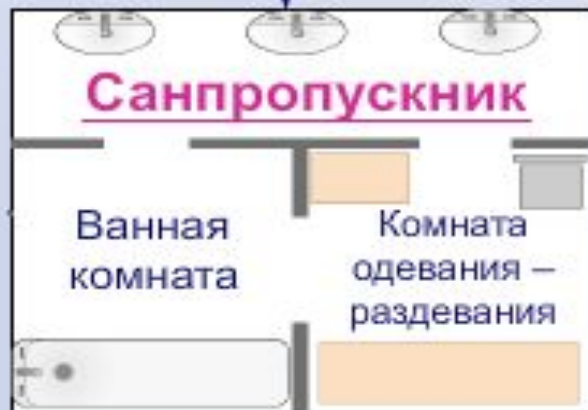 Санпропускник
Ванная
комната
Комната
одевания –
раздевания